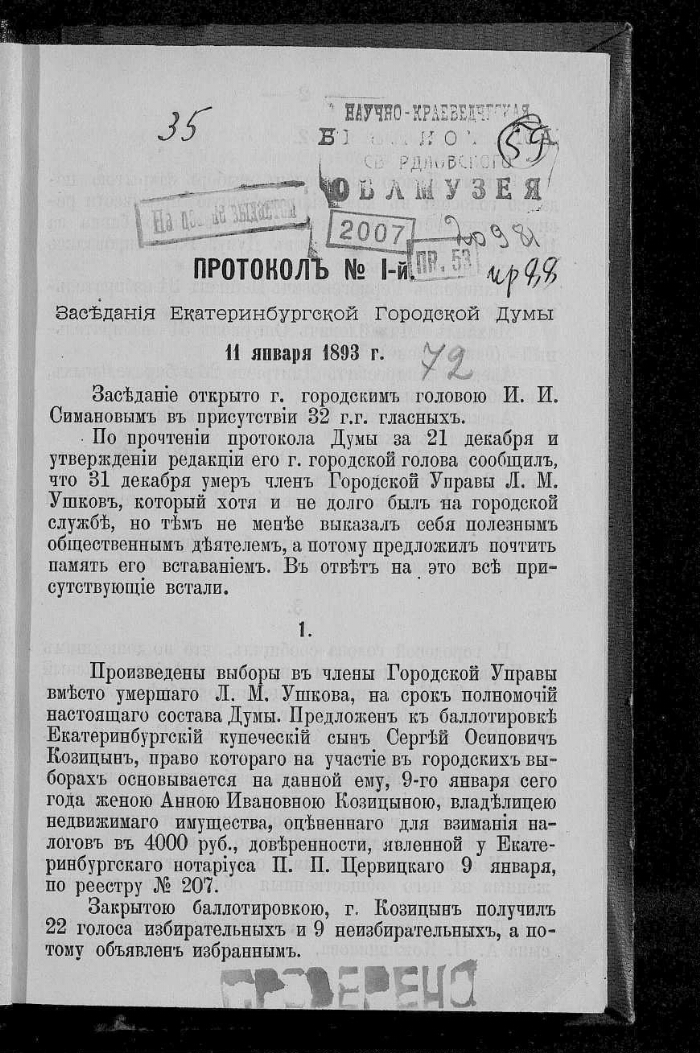 35
НАУЧНО-КРАЕВЕДЧЕСКАЯ
59
ОБЛМУЗЕЯ
2007
20981
ПР. 53
пр 88
ПРОТОКОЛЪ № I-й.
Засѣданія Екатеринбургской Городской Думы
11 января 1893 г.
72
Засѣданіе открыто г. городскимъ головою И. И.
Симановымъ въ присутствіи 32 г.г. гласныхъ.
По прочтеніи протокола Думы за 21 декабря и
утвержденіи редакціи его г. городской голова сообщилъ,
что 31 декабря умеръ членъ Городской Управы Л. М.
Ушковъ, который хотя и не долго былъ на городской
службѣ, но тѣмъ не менѣе выказалъ себя полезнымъ
общественнымъ дѣятелемъ, а потому предложилъ почтить
память его вставаніемъ. Въ отвѣтъ на это всѣ при-
сутствующіе встали.
1.
Произведены выборы въ члены Городской Управы
вмѣсто умершаго Л. М. Ушкова, на срокъ полномочій
настоящаго состава Думы. Предложенъ къ баллотировкѣ
Екатеринбургскій купеческій сынъ Сергѣй Осиповичъ
Козицынъ, право котораго на участіе въ городскихъ вы-
борахъ основывается на данной ему, 9-го января сего
года женою Анною Ивановною Козицыною, владѣлицею
недвижимаго имущества, оцѣненнаго для взиманія на-
логовъ въ 4000 руб., довѣренности, явленной у Екате-
ринбургскаго нотаріуса П. П. Цервицкаго 9 января,
по реестру № 207.
Закрытою баллотировкою, г. Козицынъ получилъ
22 голоса избирательныхъ и 9 неизбирательныхъ, а по-
тому объявленъ избраннымъ.
ПРОВЕРЕНО